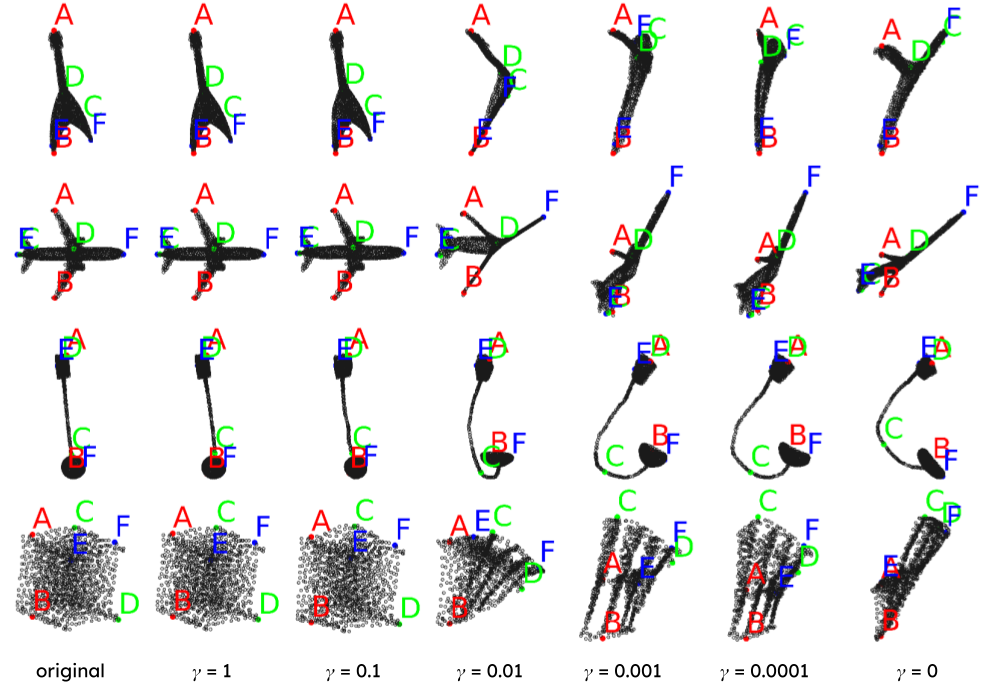 A A A A A E C A E C F C
D D D D C F D D F A D
C C C
F F F
E B E B E B E B E B E B E B
A A A A F F F
E C D F E C D F E C D F E C D F A D A D A D
B B B B E B E B E C B
E D A E D A E D A E D A E D A E D A E D A
C C C B F B F B F B F
B F B F B F C C C C
A C F A C F A C F A E C F C F C F C D F
E E E D A E D A E D E A
B D B D B D B B B B
original γ = 1 γ = 0.1 γ = 0.01 γ = 0.001 γ = 0.0001 γ = 0